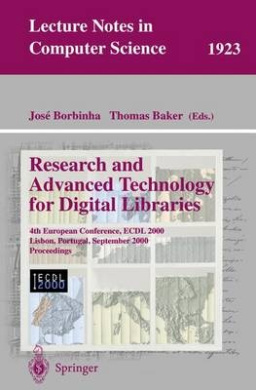 Lecture Notes in
Computer Science 1923
José Borbinha Thomas Baker (Eds.)
Research and
Advanced Technology
for Digital Libraries
4th European Conference, ECDL 2000
Lisbon, Portugal, September 2000
Proceedings
ECDL
2000
Springer